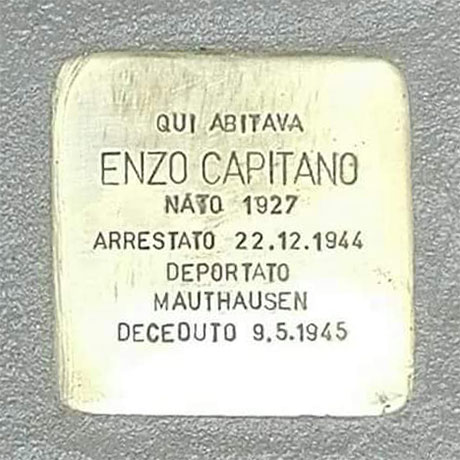 QUI ABITAVA
ENZO CAPITANO
NATO 1927
ARRESTATO 22.12.1944
DEPORTATO
MAUTHAUSEN
DECEDUTO 9.5.1945